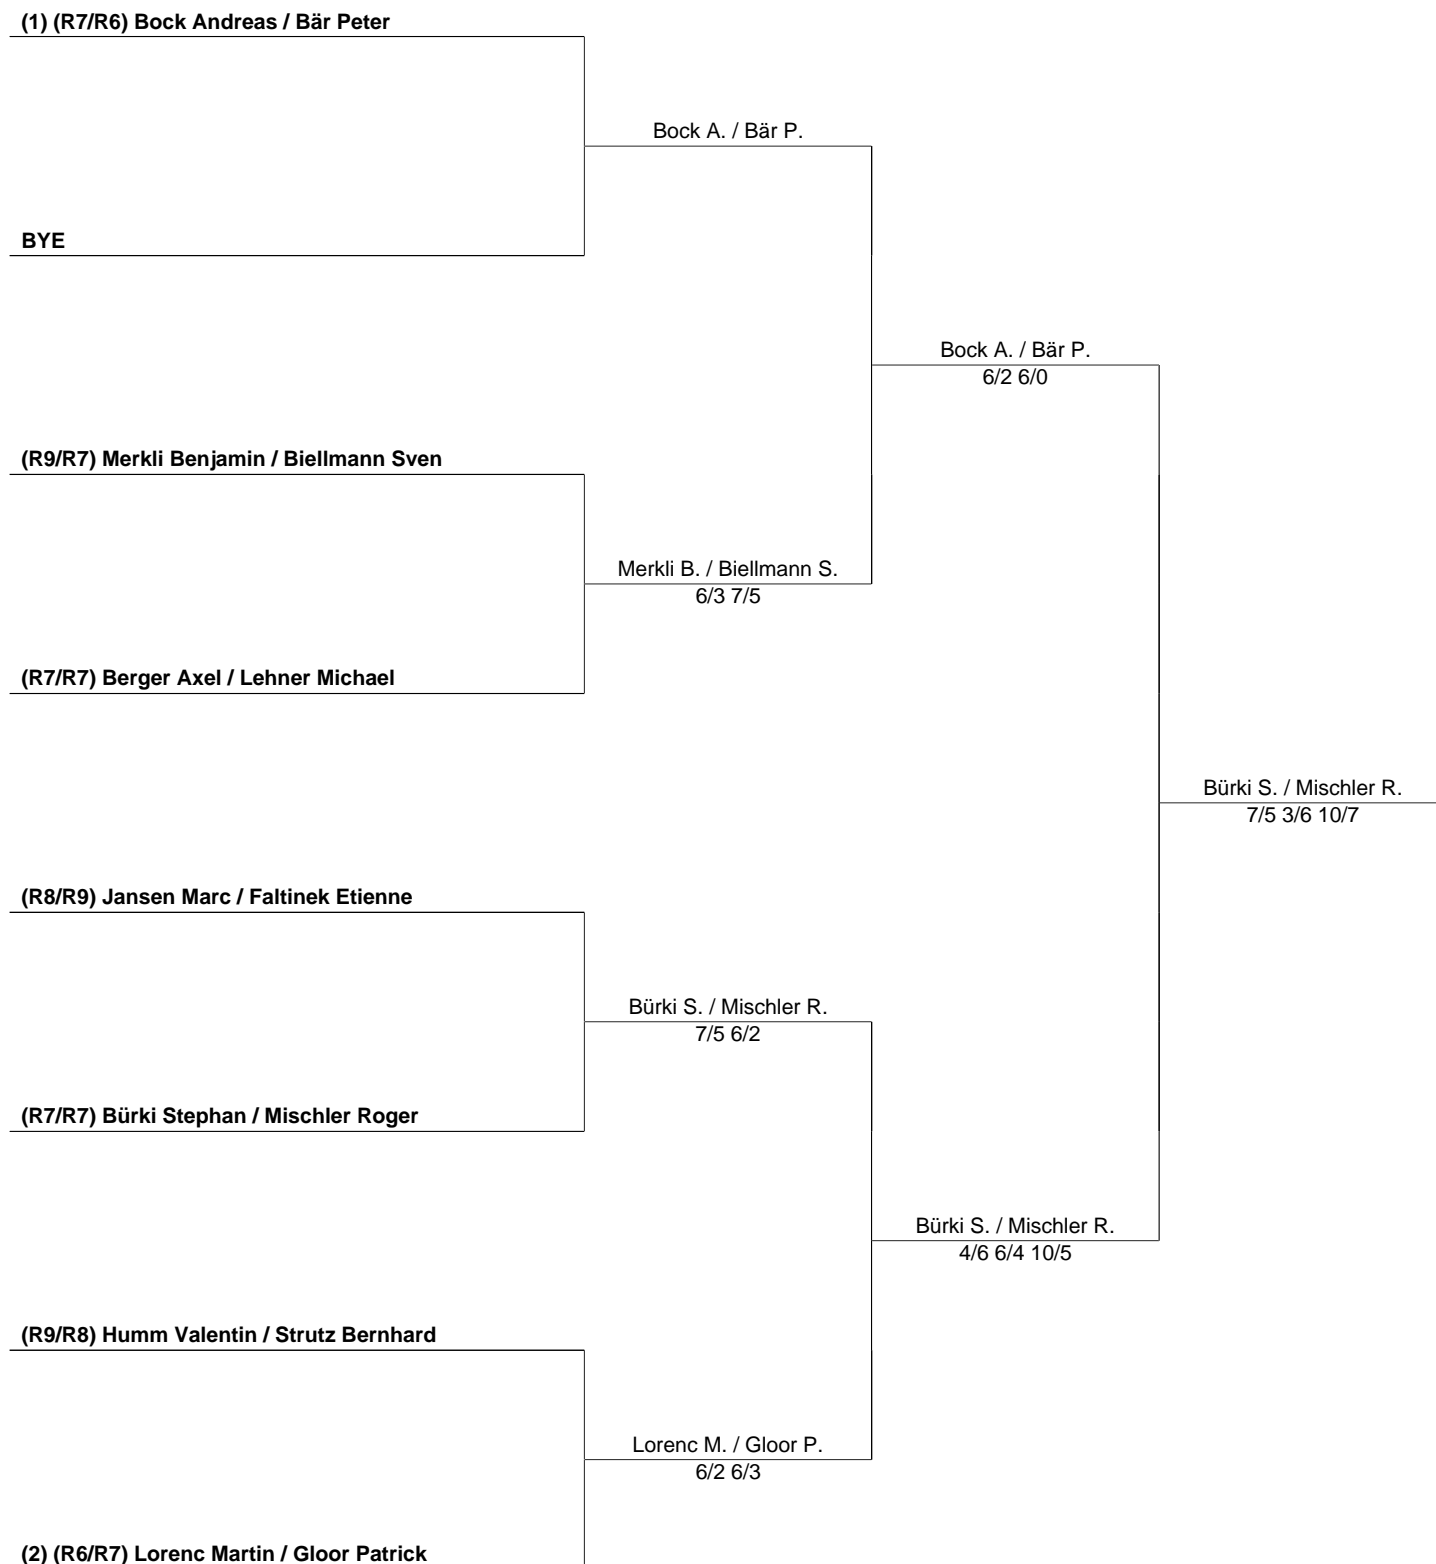 (1) (R7/R6) Bock Andreas / Bär Peter
Bock A. / Bär P.
BYE
Bock A. / Bär P.
6/2 6/0
(R9/R7) Merkli Benjamin / Biellmann Sven
Merkli B. / Biellmann S.
6/3 7/5
(R7/R7) Berger Axel / Lehner Michael
Bürki S. / Mischler R.
7/5 3/6 10/7
(R8/R9) Jansen Marc / Faltinek Etienne
Bürki S. / Mischler R.
7/5 6/2
(R7/R7) Bürki Stephan / Mischler Roger
Bürki S. / Mischler R.
4/6 6/4 10/5
(R9/R8) Humm Valentin / Strutz Bernhard
Lorenc M. / Gloor P.
6/2 6/3
(2) (R6/R7) Lorenc Martin / Gloor Patrick